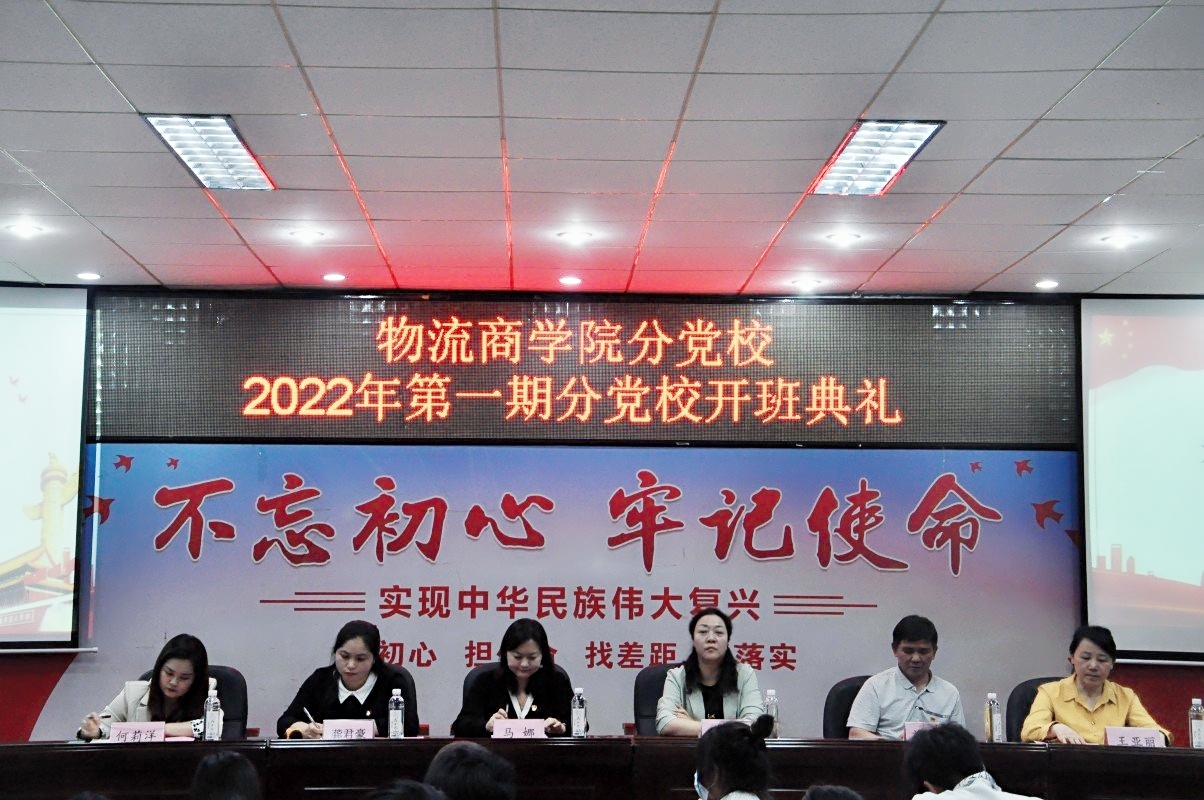 物流商学院分党校
2022年第一期分党校开班典礼
不忘初心 牢记使命
实现中华民族伟大复兴
初心 担 找差距 落实
何莉洋
马娜
王亚丽